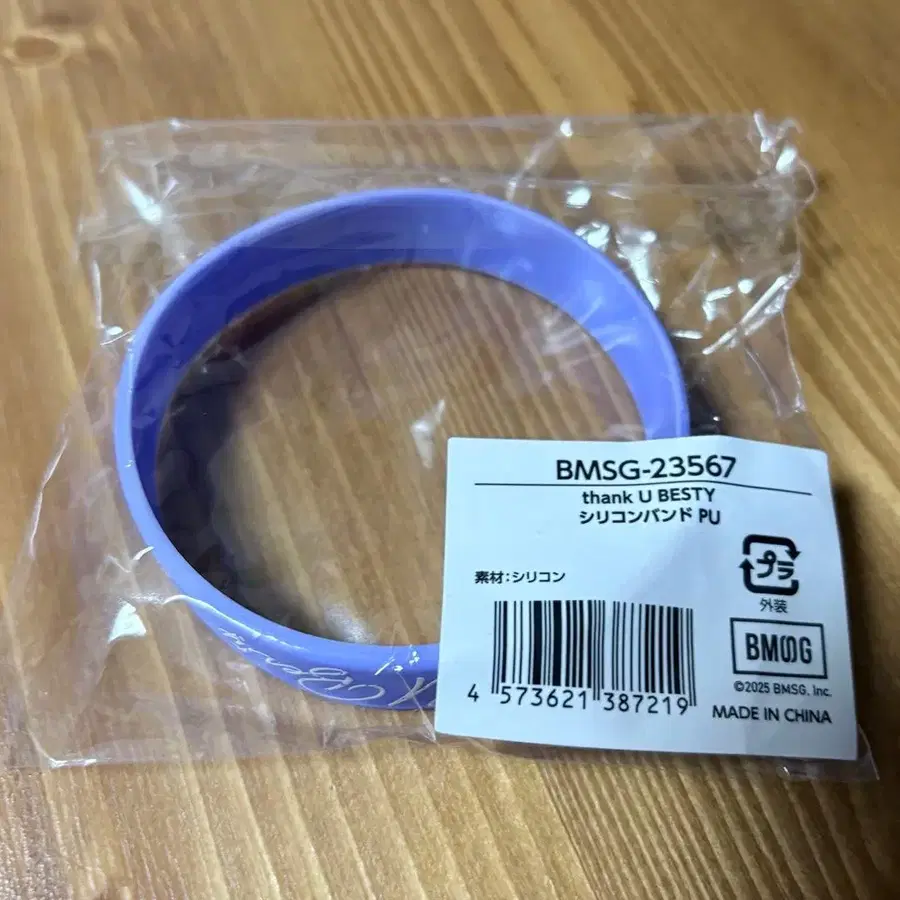 BMSG-23567
thank U BESTY
シリコンバンド PU
素材:シリコン
プラ
外装
BMSG
©2025 BMSG, Inc.
MADE IN CHINA
4 573621 387219